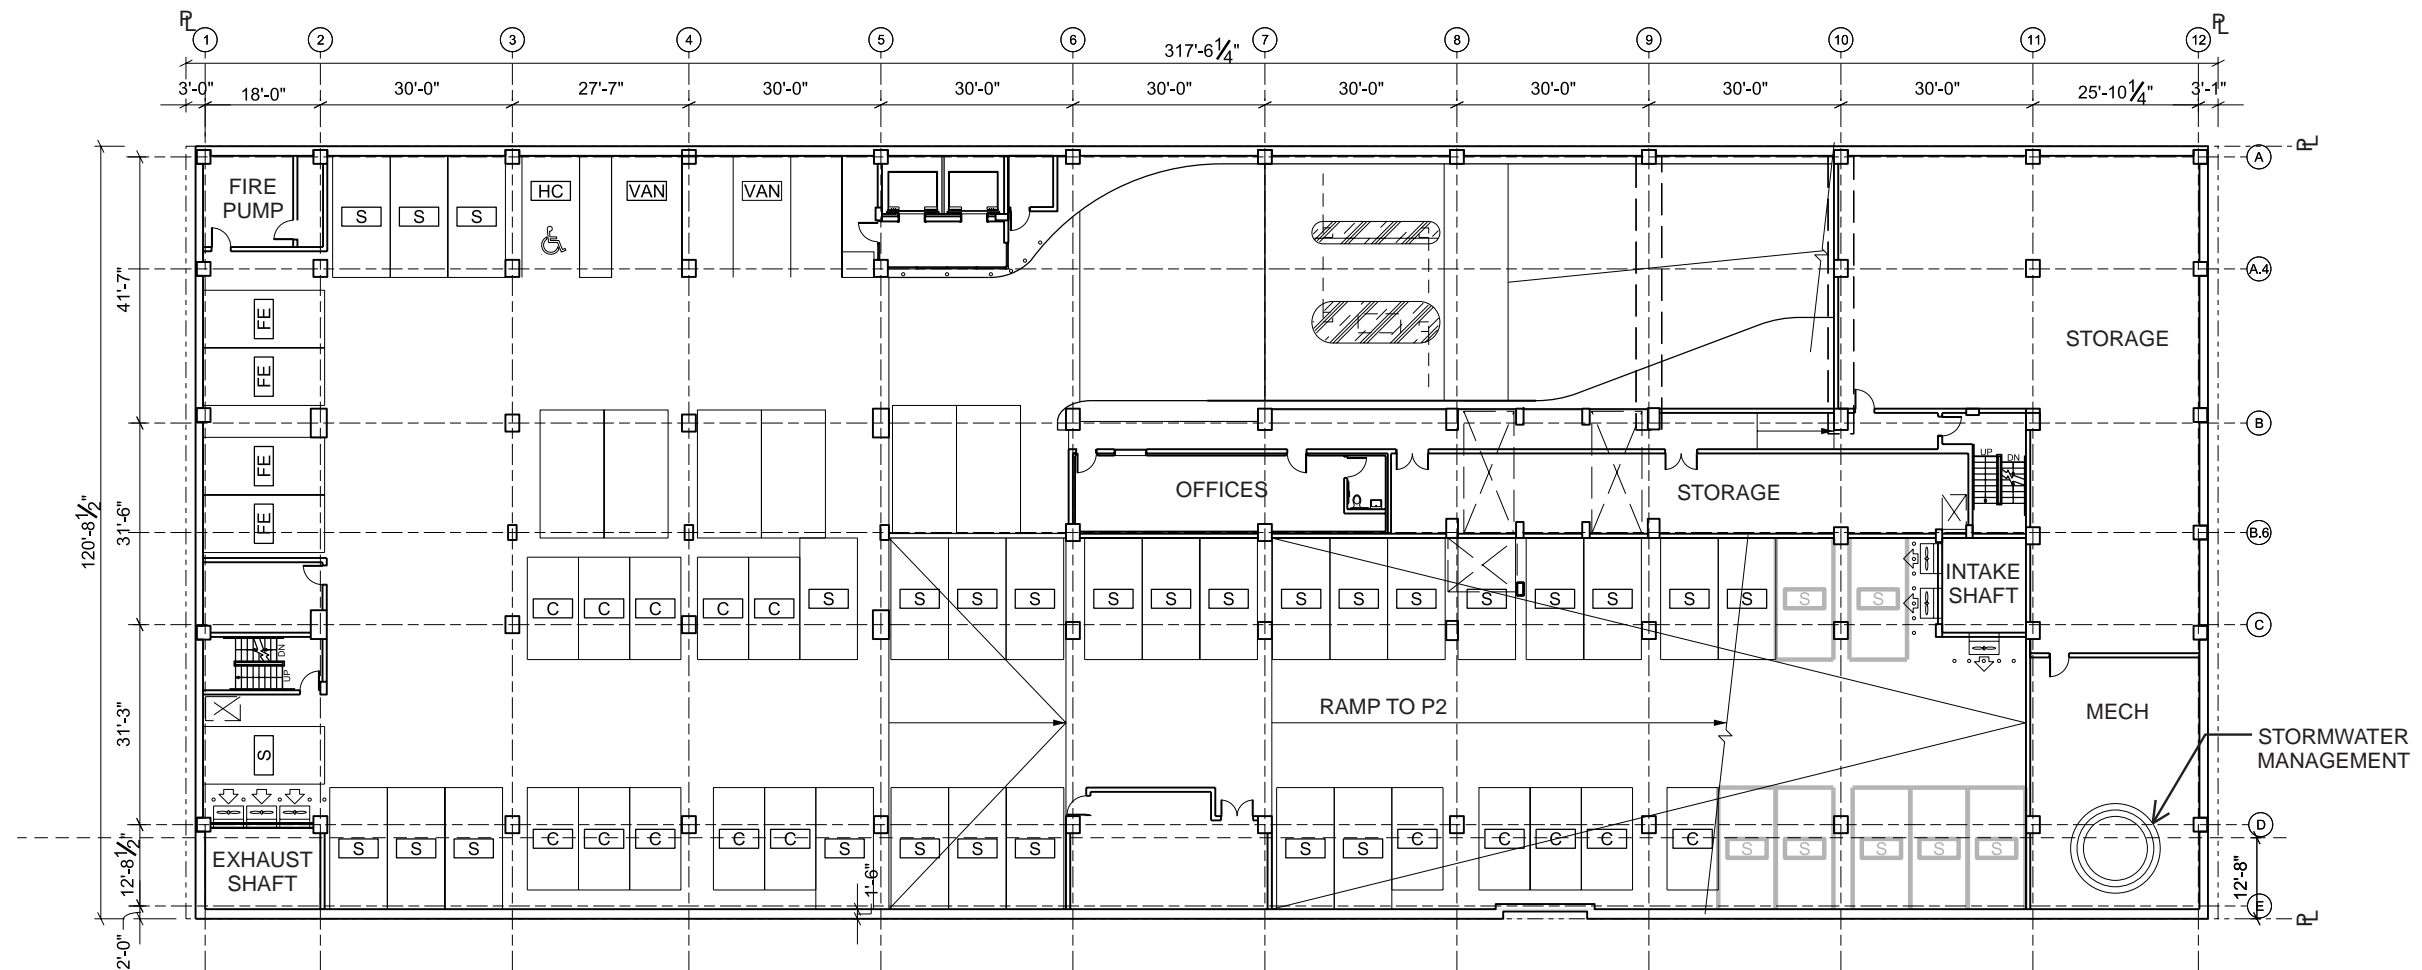 PL
PL
1 2 3 4 5 6 7 8 9 10 11 12
317'-6 1/4"
3'-0" 18'-0" 30'-0" 27'-7" 30'-0" 30'-0" 30'-0" 30'-0" 30'-0" 30'-0" 30'-0" 25'-10 1/4" 3'-1"
PL
A
FIRE
PUMP
HC VAN VAN
S S S
A.4
41'-7"
FE
FE
STORAGE
B
FE
FE
UP DN
OFFICES
STORAGE
31'-6"
120'-8 1/2"
B.6
INTAKE
SHAFT
C C C C C S S S S S S S S S S S S S S S S S
C
DN
UP
31'-3"
RAMP TO P2
MECH
STORMWATER
MANAGEMENT
S
D
S S S C C C C C S S S S S S C C C C C S S S S S
EXHAUST
SHAFT
12'-8 1/2"
1'-6"
12'-8"
E
2'-0"
PL